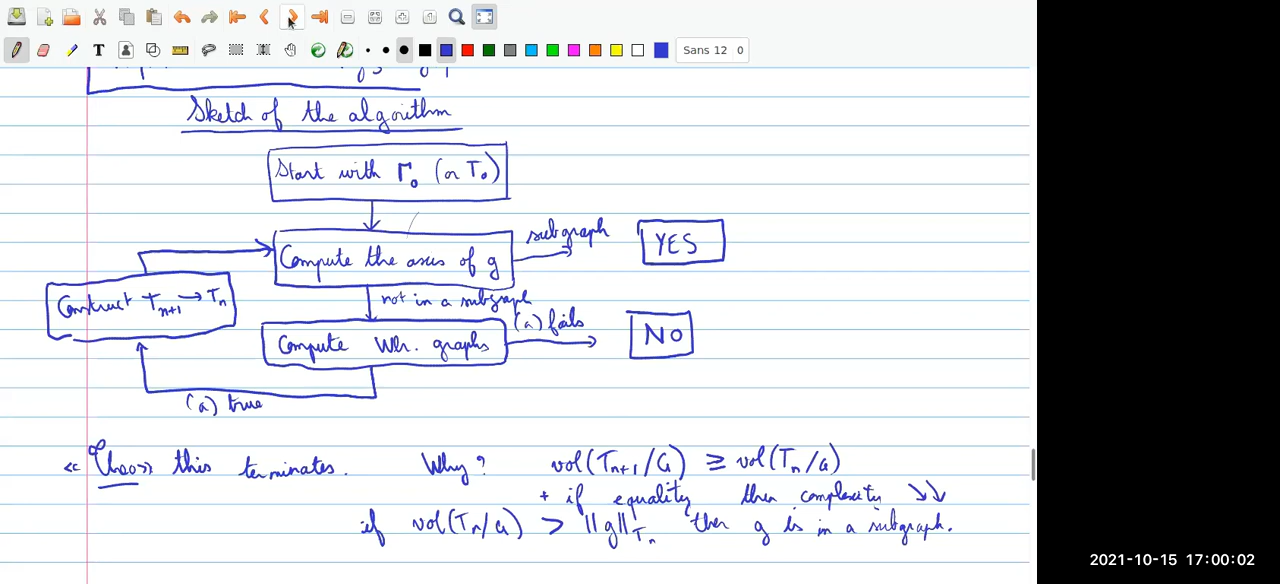 Sans 12 0
Sketch of the algorithm
Start with Γ₀ (or T₀)
Compute the axes of g
subgraph
YES
Construct Tₙ₊₁ → Tₙ
not in a subgraph
(a) fails
Compute Wh. graphs
NO
(a) true
« Theo » this terminates. Why? vol(Tₙ₊₁/G) ≥ vol(Tₙ/G)
+ if equality then complexity ↘↘
if vol(Tₙ/G) > ||g||_Tₙ then g is in a subgraph.
2021-10-15 17:00:02